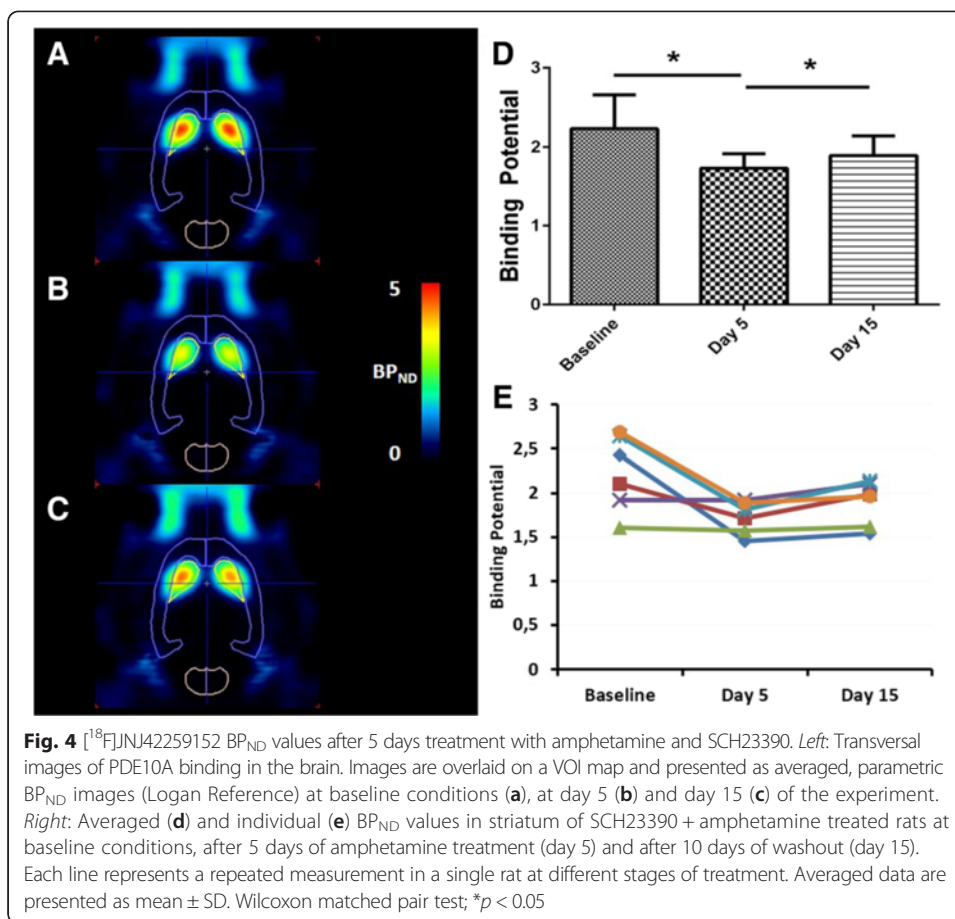 A
B
C
5
BPND
0
D
*
*
3
2
1
0
Binding Potential
Baseline
Day 5
Day 15
E
3
2,5
2
1,5
1
0,5
0
Binding Potential
Baseline
Day 5
Day 15
Fig. 4 [18F]JNJ42259152 BPND values after 5 days treatment with amphetamine and SCH23390. Left: Transversal
images of PDE10A binding in the brain. Images are overlaid on a VOI map and presented as averaged, parametric
BPND images (Logan Reference) at baseline conditions (a), at day 5 (b) and day 15 (c) of the experiment.
Right: Averaged (d) and individual (e) BPND values in striatum of SCH23390 + amphetamine treated rats at
baseline conditions, after 5 days of amphetamine treatment (day 5) and after 10 days of washout (day 15).
Each line represents a repeated measurement in a single rat at different stages of treatment. Averaged data are
presented as mean ± SD. Wilcoxon matched pair test; *p < 0.05